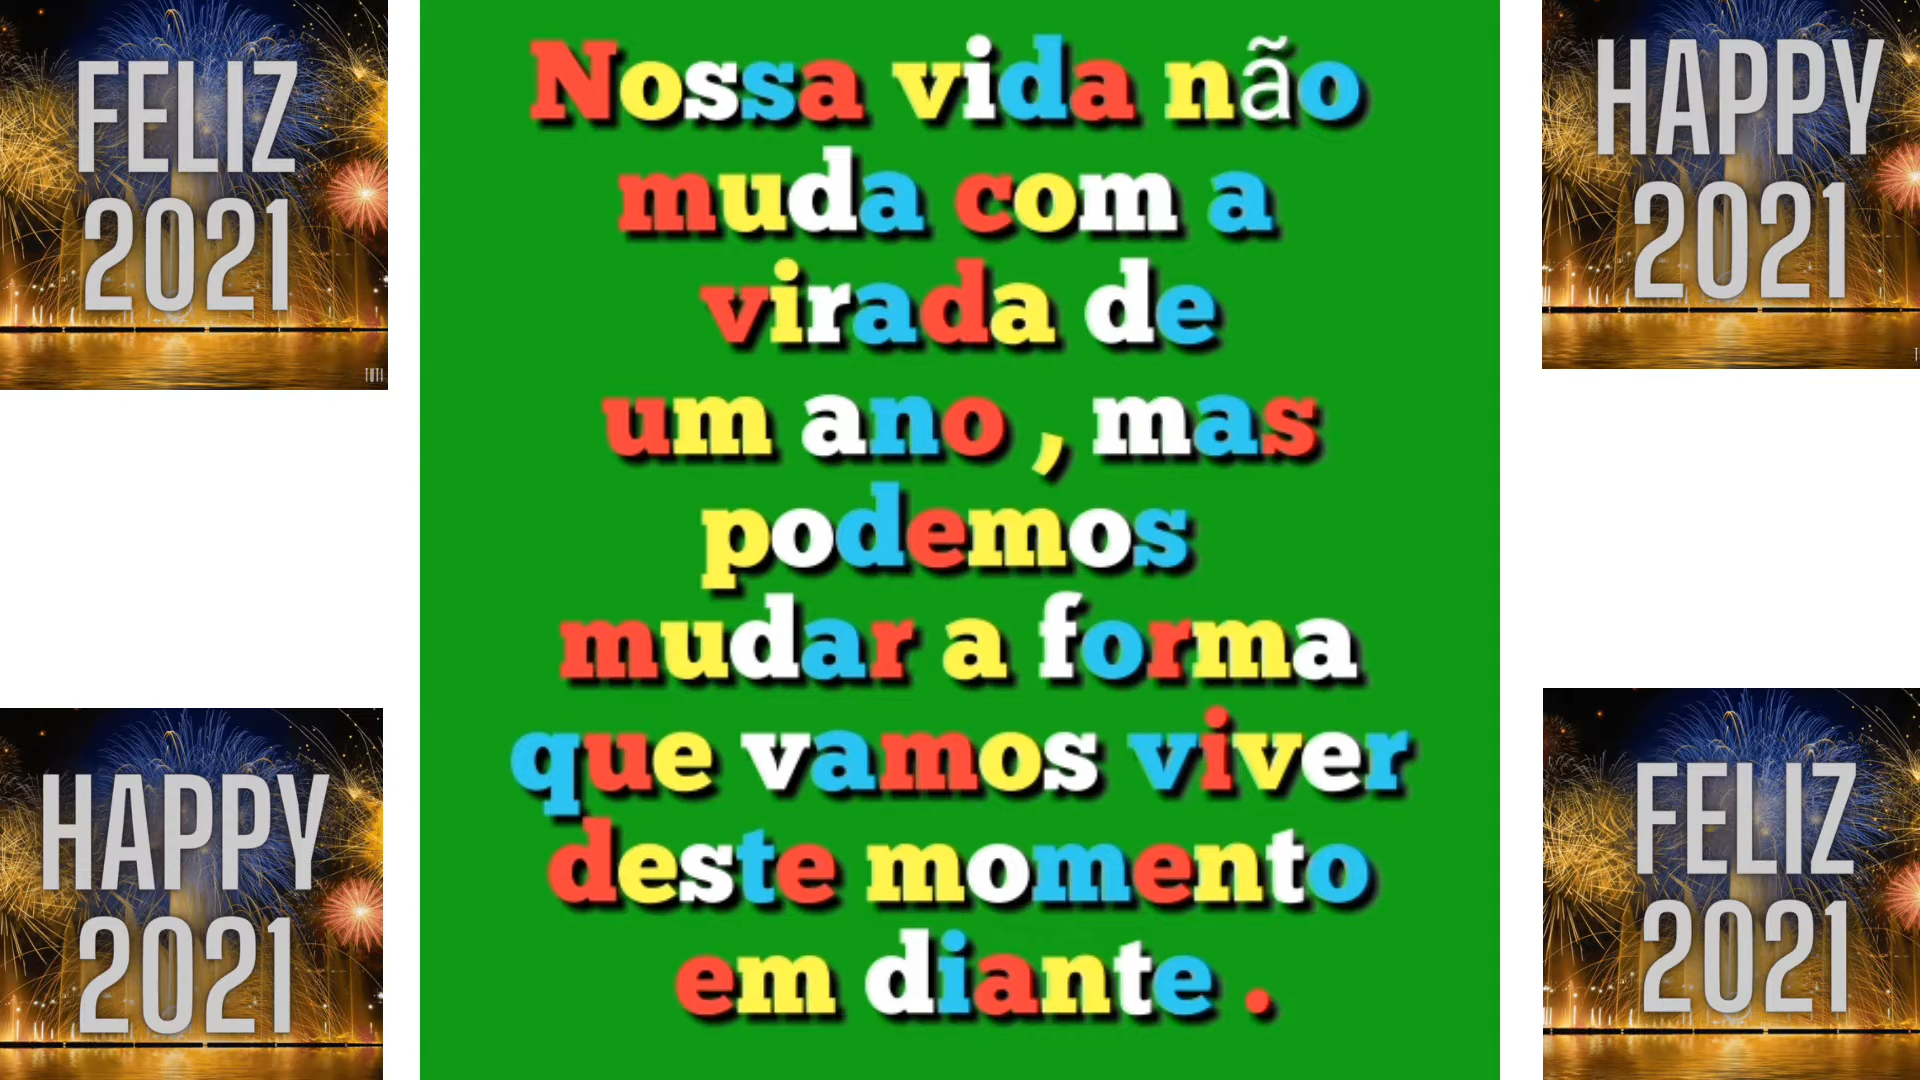 FELIZ
2021
HAPPY
2021
Nossa vida não
muda com a
virada de
um ano , mas
podemos
mudar a forma
que vamos viver
deste momento
em diante .
HAPPY
2021
FELIZ
2021